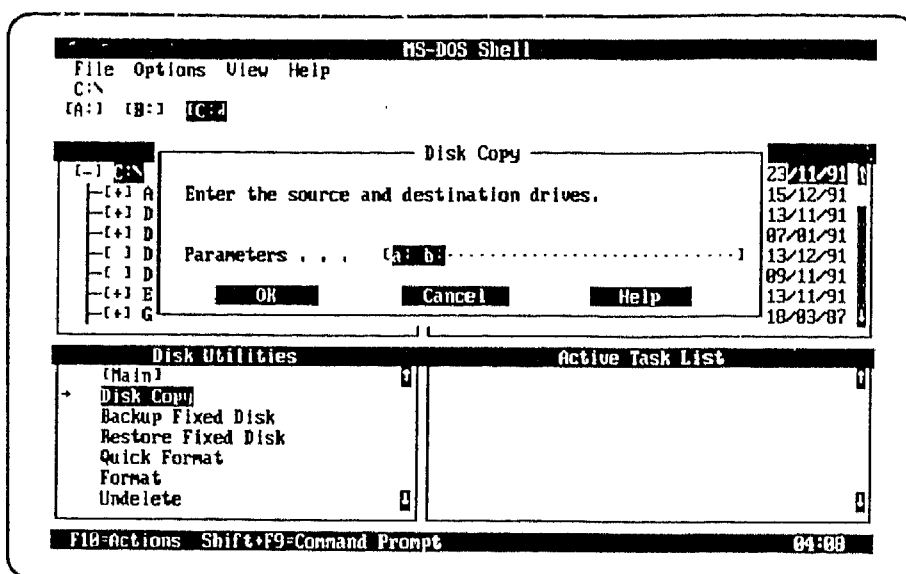 MS-DOS Shell
File Options View Help
C:\
[A:] [B:] [C:]
Disk Copy
[-] C:\ 23/11/91 ↑
[+] A Enter the source and destination drives. 15/12/91
[+] D 13/11/91
[+] D 07/01/91
[ ] D Parameters . . . [a: b:............................] 13/12/91
[ ] D 09/11/91
[+] E OK Cancel Help 13/11/91
[+] G 18/03/87 ↓
Disk Utilities Active Task List
[Main] ↑ ↑
→ Disk Copy
Backup Fixed Disk
Restore Fixed Disk
Quick Format
Format
Undelete ↓ ↓
F10=Actions Shift+F9=Command Prompt 04:08